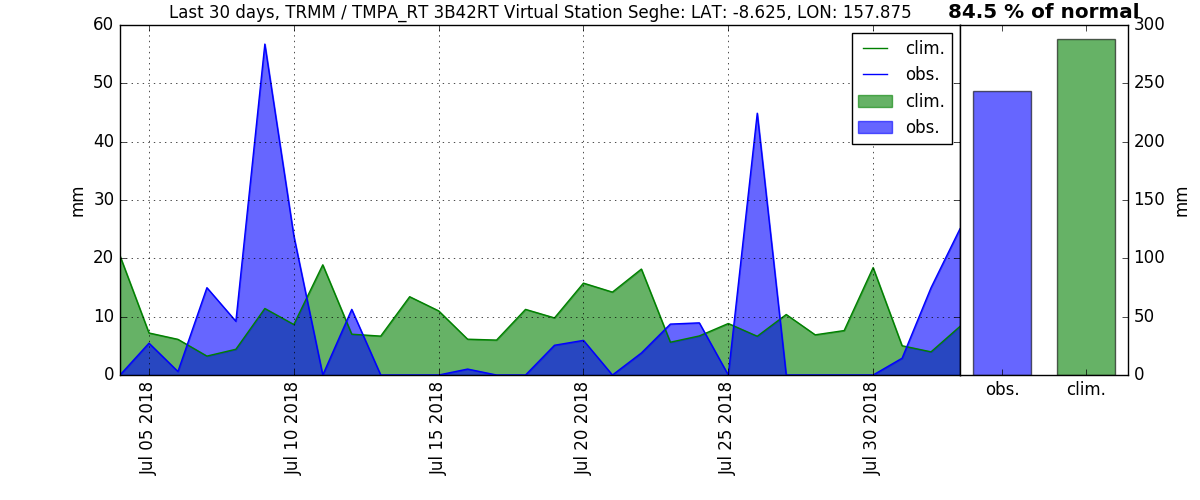 Last 30 days, TRMM / TMPA_RT 3B42RT Virtual Station Seghe: LAT: -8.625, LON: 157.875
84.5 % of normal
60
50
40
30
20
10
0
mm
clim.
obs.
clim.
obs.
300
250
200
150
100
50
0
mm
Jul 05 2018
Jul 10 2018
Jul 15 2018
Jul 20 2018
Jul 25 2018
Jul 30 2018
obs.
clim.